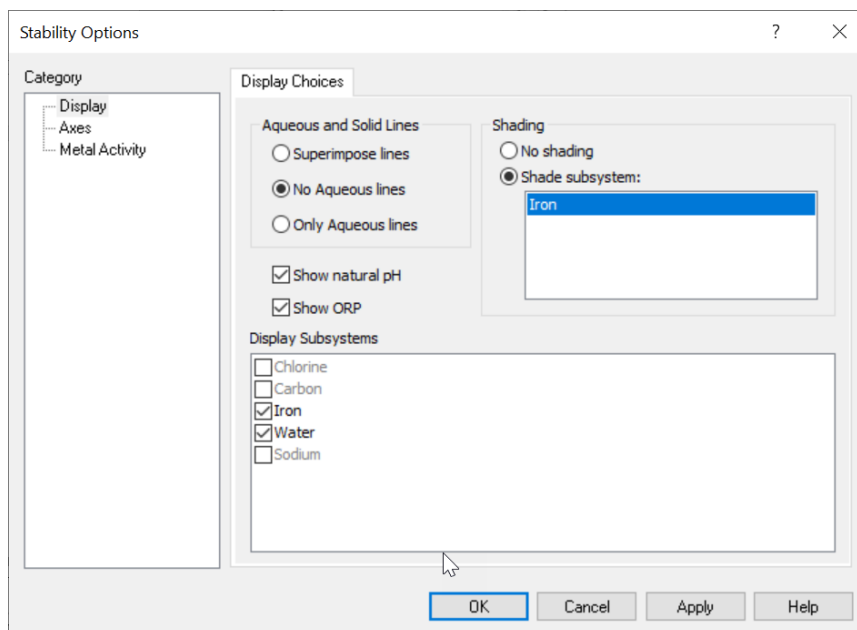 Stability Options
?
Category
Display
Axes
Metal Activity
Display Choices
Aqueous and Solid Lines
Superimpose lines
No Aqueous lines
Only Aqueous lines
Shading
No shading
Shade subsystem:
Iron
Show natural pH
Show ORP
Display Subsystems
Chlorine
Carbon
Iron
Water
Sodium
OK
Cancel
Apply
Help